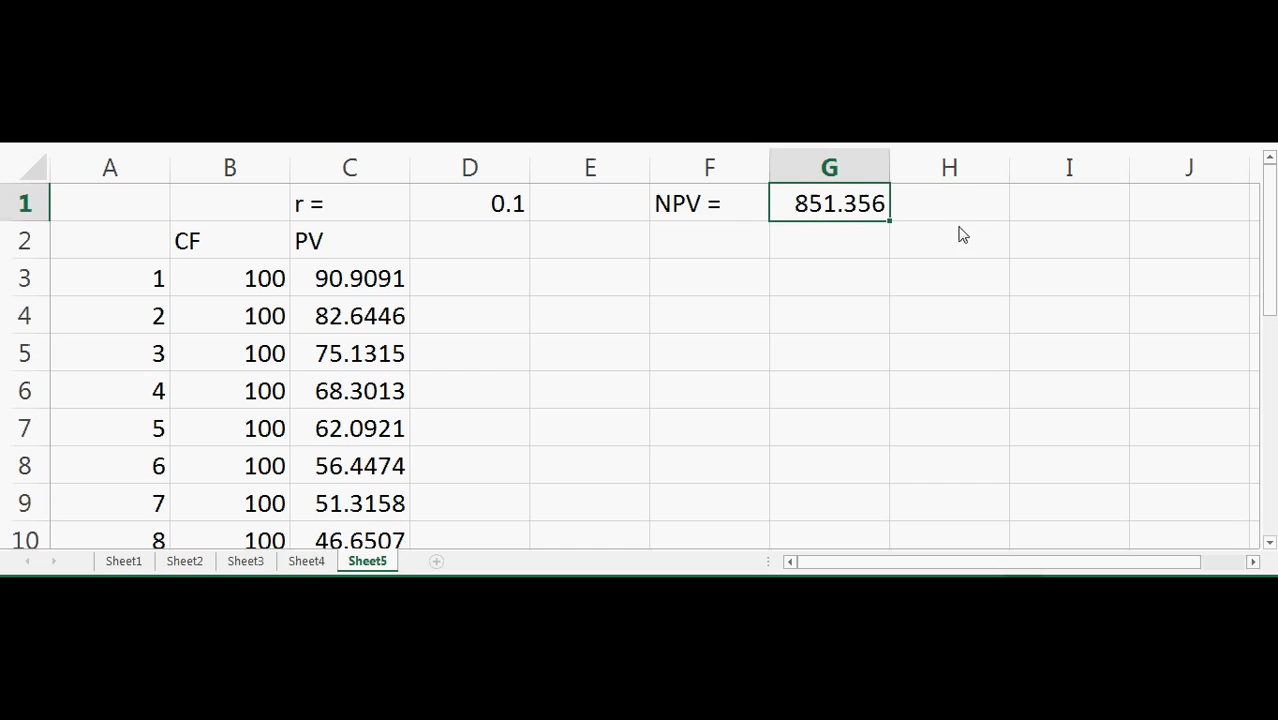 A B C D E F G H I J
1 r = 0.1 NPV = 851.356
2 CF PV
3 1 100 90.9091
4 2 100 82.6446
5 3 100 75.1315
6 4 100 68.3013
7 5 100 62.0921
8 6 100 56.4474
9 7 100 51.3158
10 8 100 46.6507
Sheet1 Sheet2 Sheet3 Sheet4 Sheet5